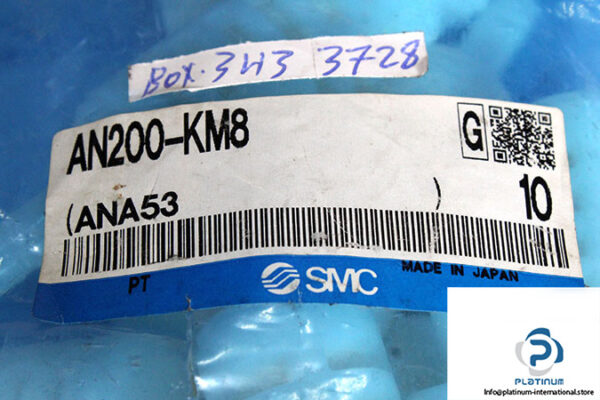 BOX. 343 3728
AN200-KM8
G
(ANA53 )
10
PT
SMC
MADE IN JAPAN
PLATINUM
Info@platinum-international.store